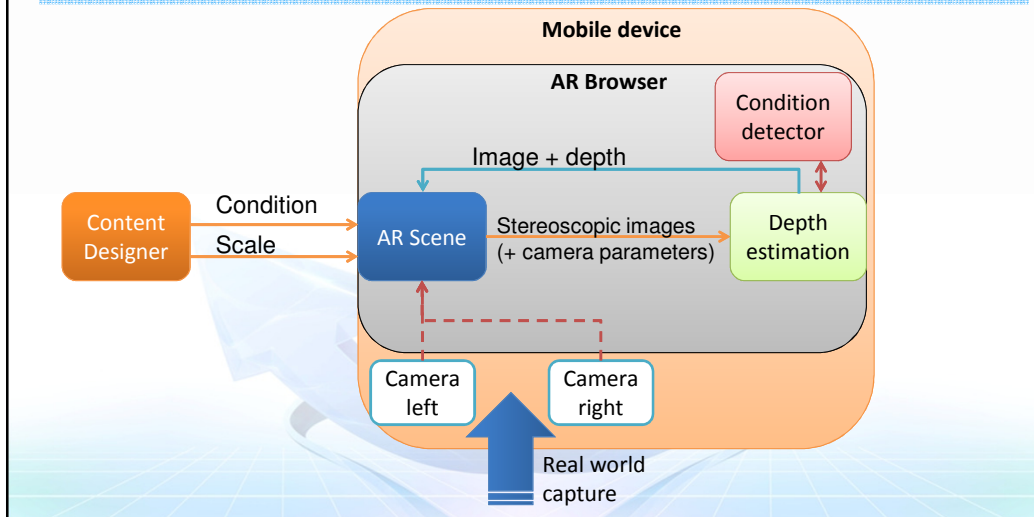 Mobile device
AR Browser
Condition
detector
Image + depth
Content
Designer
Condition
Scale
AR Scene
Stereoscopic images
(+ camera parameters)
Depth
estimation
Camera
left
Camera
right
Real world
capture